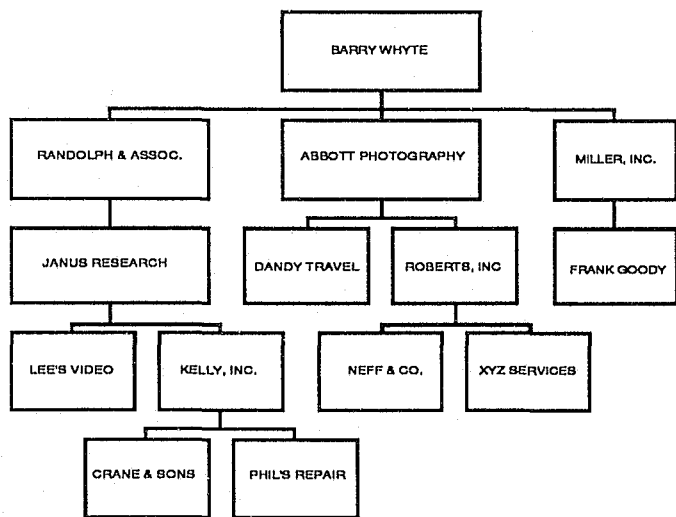 BARRY WHYTE
RANDOLPH & ASSOC.
ABBOTT PHOTOGRAPHY
MILLER, INC.
JANUS RESEARCH
DANDY TRAVEL
ROBERTS, INC
FRANK GOODY
LEE'S VIDEO
KELLY, INC.
NEFF & CO.
XYZ SERVICES
CRANE & SONS
PHIL'S REPAIR